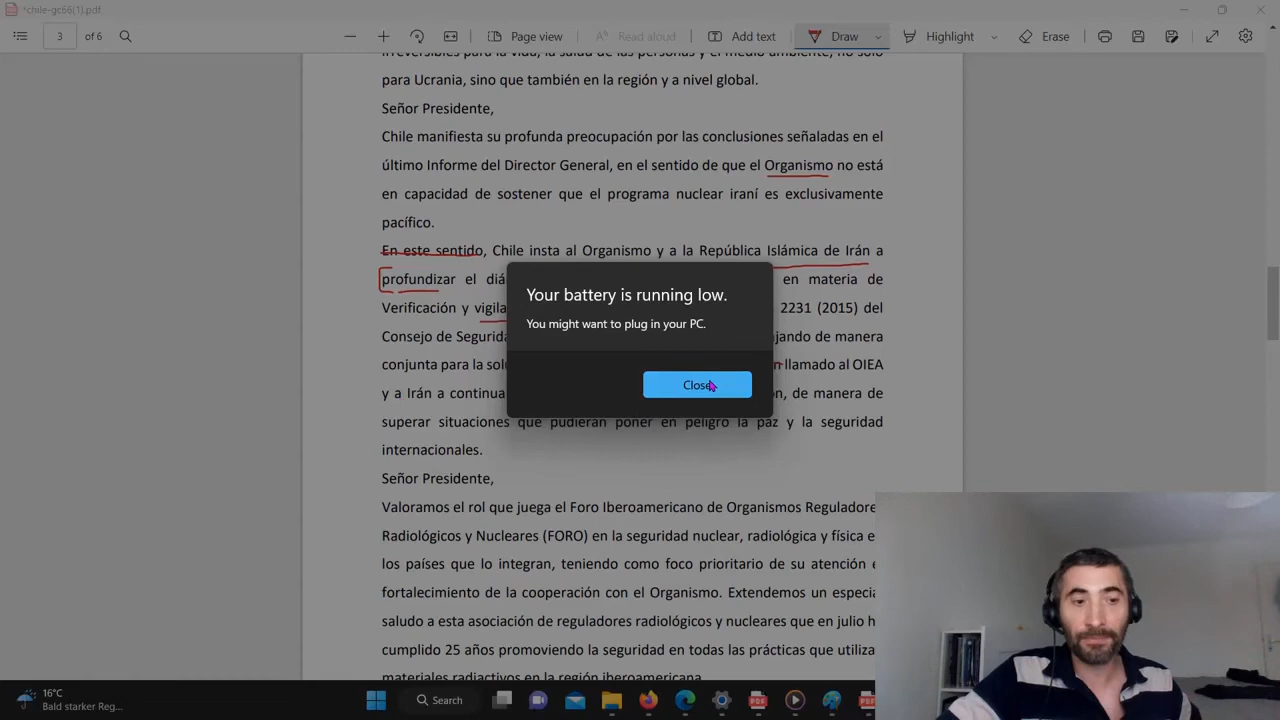 *chile-gc66(1).pdf
3 of 6 Page view Read aloud Add text Draw Highlight Erase
irreversibles para la vida, la salud de las personas y el medio ambiente, no solo
para Ucrania, sino que también en la región y a nivel global.
Señor Presidente,
Chile manifiesta su profunda preocupación por las conclusiones señaladas en el
último Informe del Director General, en el sentido de que el Organismo no está
en capacidad de sostener que el programa nuclear iraní es exclusivamente
pacífico.
En este sentido, Chile insta al Organismo y a la República Islámica de Irán a
profundizar el en materia de
Verificación y 2231 (2015) del
Consejo de manera
conjunta para la llamado al OIEA
y a Irán a de manera de
superar situaciones que pudieran poner en peligro la paz y la seguridad
internacionales.
Your battery is running low.
You might want to plug in your PC.
Close
Señor Presidente,
Valoramos el rol que juega el Foro Iberoamericano de Organismos Reguladore
Radiológicos y Nucleares (FORO) en la seguridad nuclear, radiológica y física e
los países que lo integran, teniendo como foco prioritario de su atención e
fortalecimiento de la cooperación con el Organismo. Extendemos un especia
saludo a esta asociación de reguladores radiológicos y nucleares que en julio h
cumplido 25 años promoviendo la seguridad en todas las prácticas que utiliza
materiales radiactivos en la región iberoamericana.
16°C
Bald starker Reg...
Search